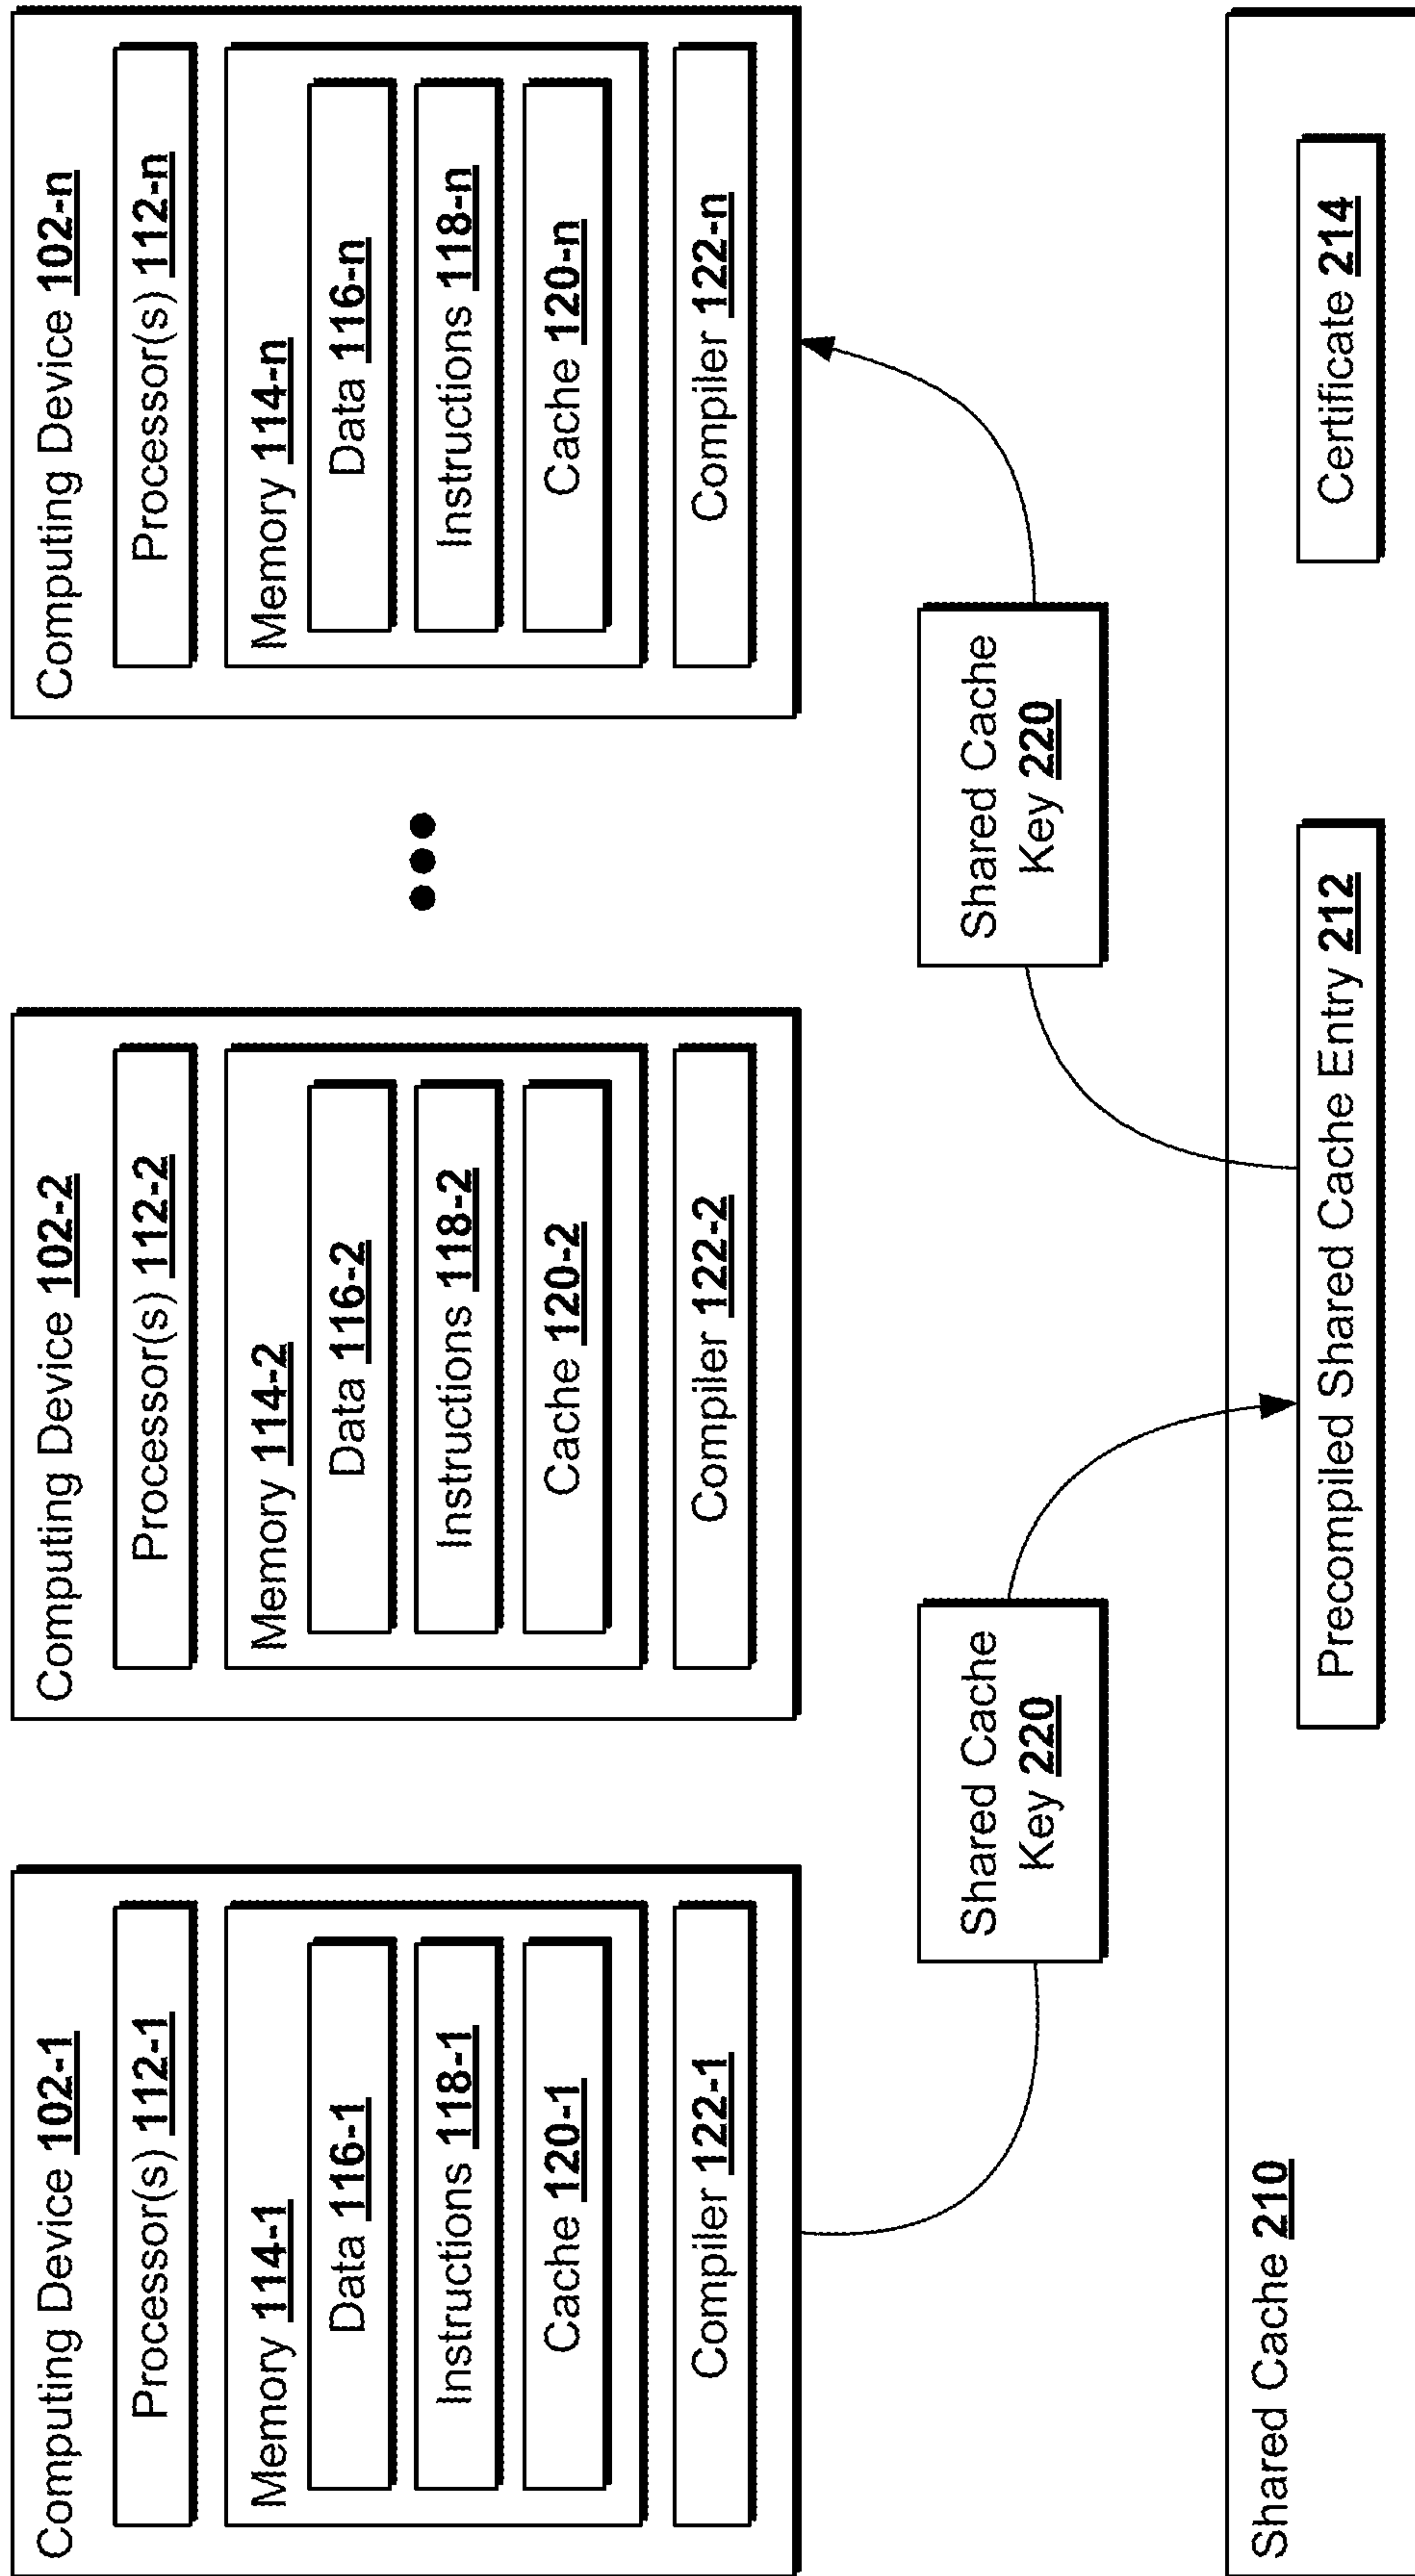 Computing Device 102-1
Processor(s) 112-1
Memory 114-1
Data 116-1
Instructions 118-1
Cache 120-1
Compiler 122-1
Computing Device 102-2
Processor(s) 112-2
Memory 114-2
Data 116-2
Instructions 118-2
Cache 120-2
Compiler 122-2
Computing Device 102-n
Processor(s) 112-n
Memory 114-n
Data 116-n
Instructions 118-n
Cache 120-n
Compiler 122-n
Shared Cache
Key 220
Shared Cache
Key 220
Shared Cache 210
Precompiled Shared Cache Entry 212
Certificate 214